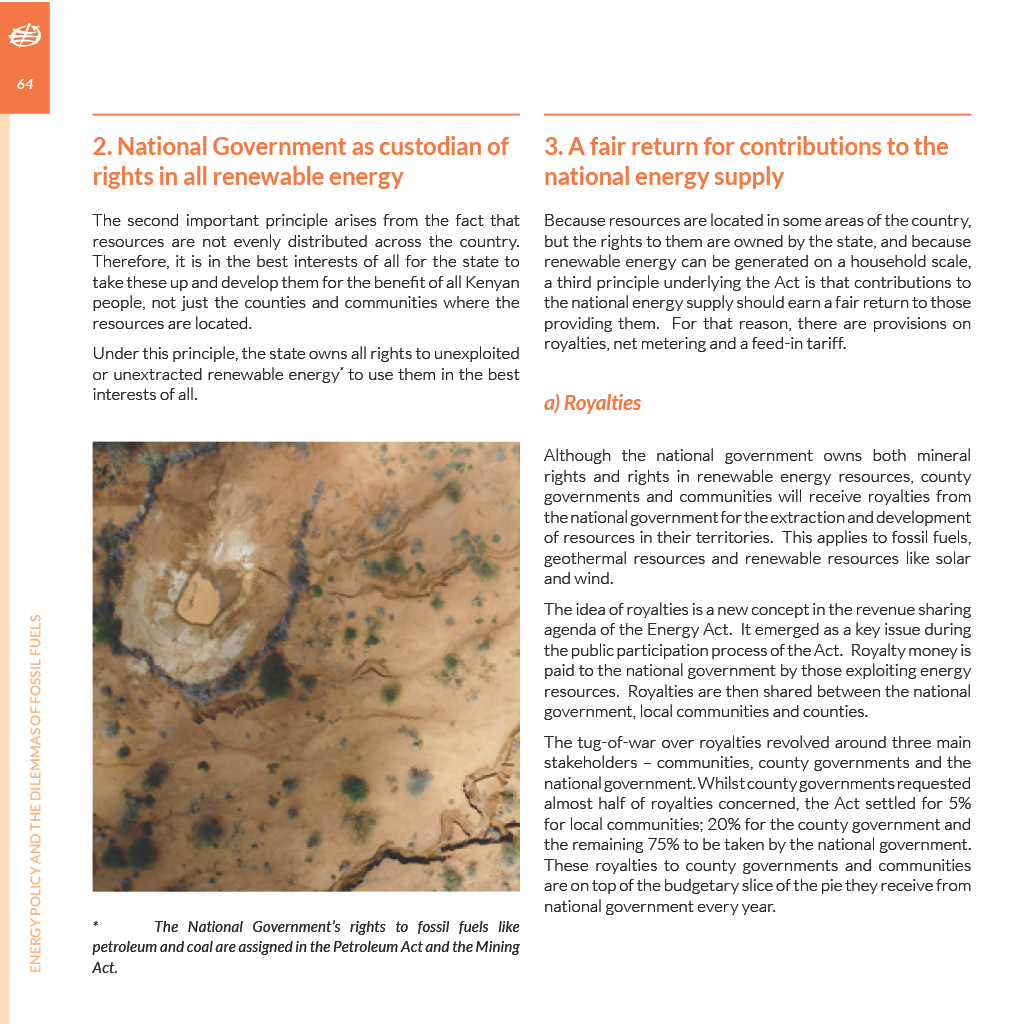 64
2. National Government as custodian of
rights in all renewable energy
The second important principle arises from the fact that
resources are not evenly distributed across the country.
Therefore, it is in the best interests of all for the state to
take these up and develop them for the benefit of all Kenyan
people, not just the counties and communities where the
resources are located.
Under this principle, the state owns all rights to unexploited
or unextracted renewable energy* to use them in the best
interests of all.
* The National Government's rights to fossil fuels like
petroleum and coal are assigned in the Petroleum Act and the Mining
Act.
3. A fair return for contributions to the
national energy supply
Because resources are located in some areas of the country,
but the rights to them are owned by the state, and because
renewable energy can be generated on a household scale,
a third principle underlying the Act is that contributions to
the national energy supply should earn a fair return to those
providing them. For that reason, there are provisions on
royalties, net metering and a feed-in tariff.
a) Royalties
Although the national government owns both mineral
rights and rights in renewable energy resources, county
governments and communities will receive royalties from
the national government for the extraction and development
of resources in their territories. This applies to fossil fuels,
geothermal resources and renewable resources like solar
and wind.
The idea of royalties is a new concept in the revenue sharing
agenda of the Energy Act. It emerged as a key issue during
the public participation process of the Act. Royalty money is
paid to the national government by those exploiting energy
resources. Royalties are then shared between the national
government, local communities and counties.
The tug-of-war over royalties revolved around three main
stakeholders – communities, county governments and the
national government. Whilst county governments requested
almost half of royalties concerned, the Act settled for 5%
for local communities; 20% for the county government and
the remaining 75% to be taken by the national government.
These royalties to county governments and communities
are on top of the budgetary slice of the pie they receive from
national government every year.
ENERGY POLICY AND THE DILEMMAS OF FOSSIL FUELS